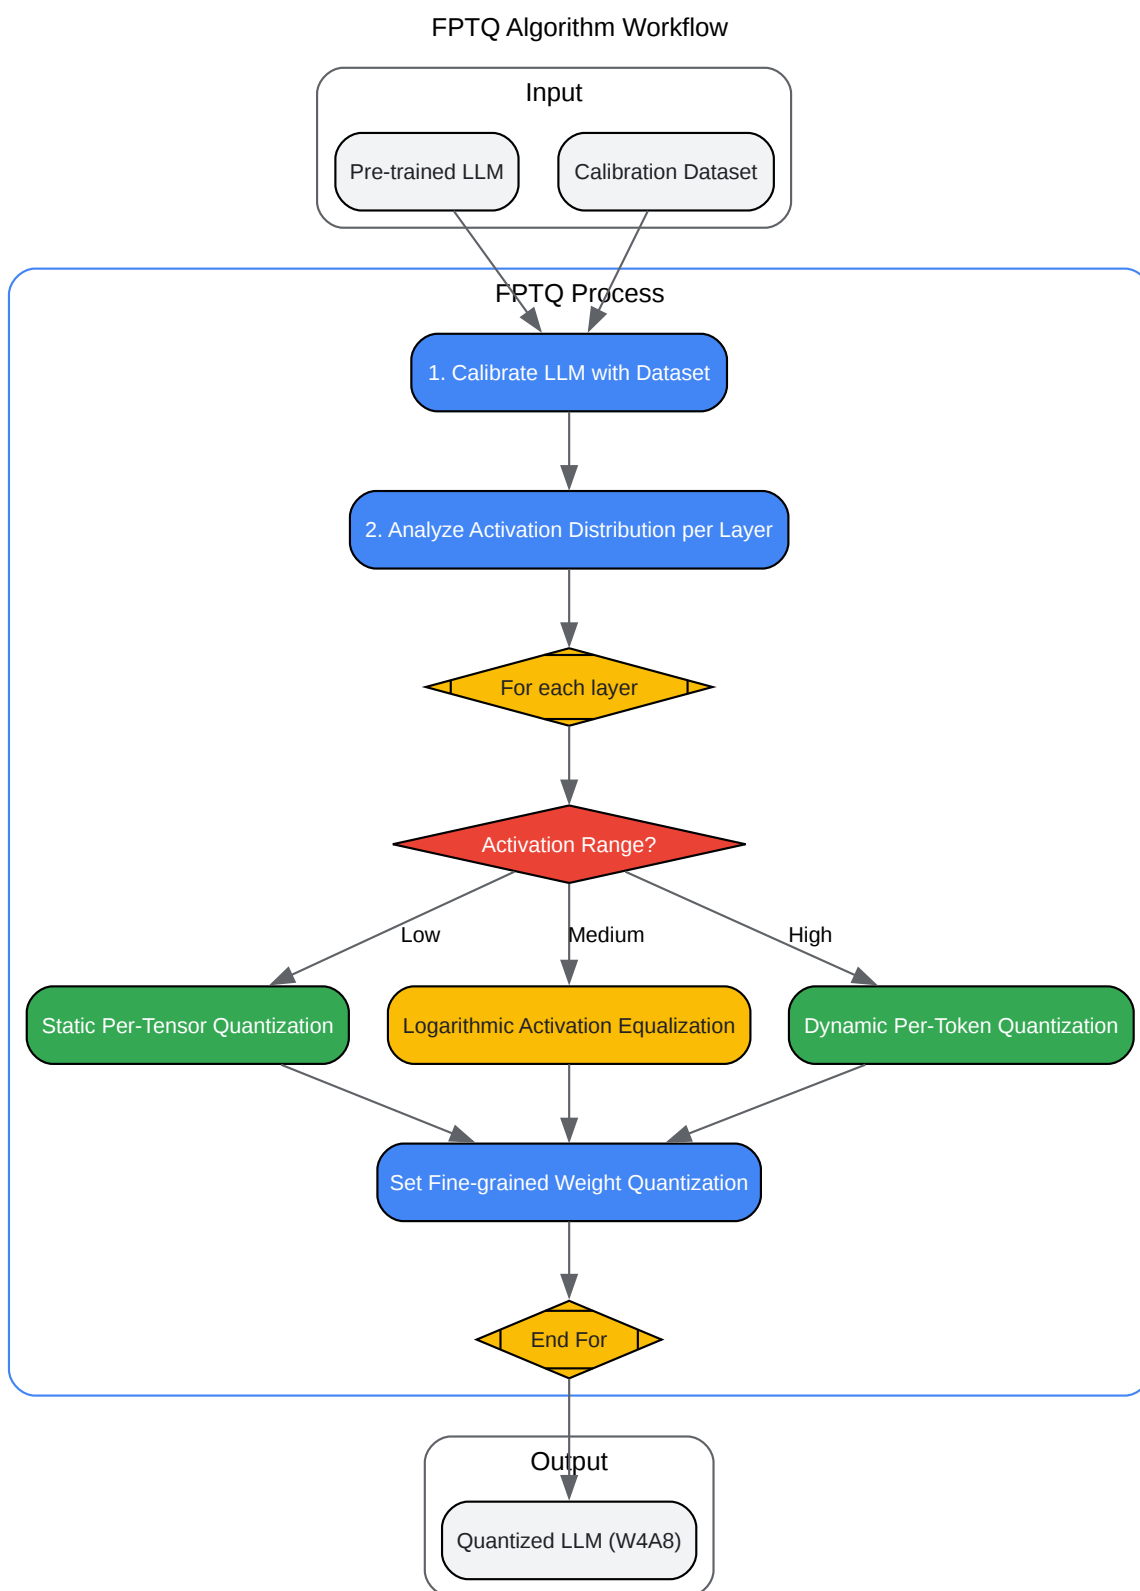 FPTQ Algorithm Workflow
Input
Pre-trained LLM
Calibration Dataset
FPTQ Process
1. Calibrate LLM with Dataset
2. Analyze Activation Distribution per Layer
For each layer
Activation Range?
Low
Medium
High
Static Per-Tensor Quantization
Logarithmic Activation Equalization
Dynamic Per-Token Quantization
Set Fine-grained Weight Quantization
End For
Output
Quantized LLM (W4A8)